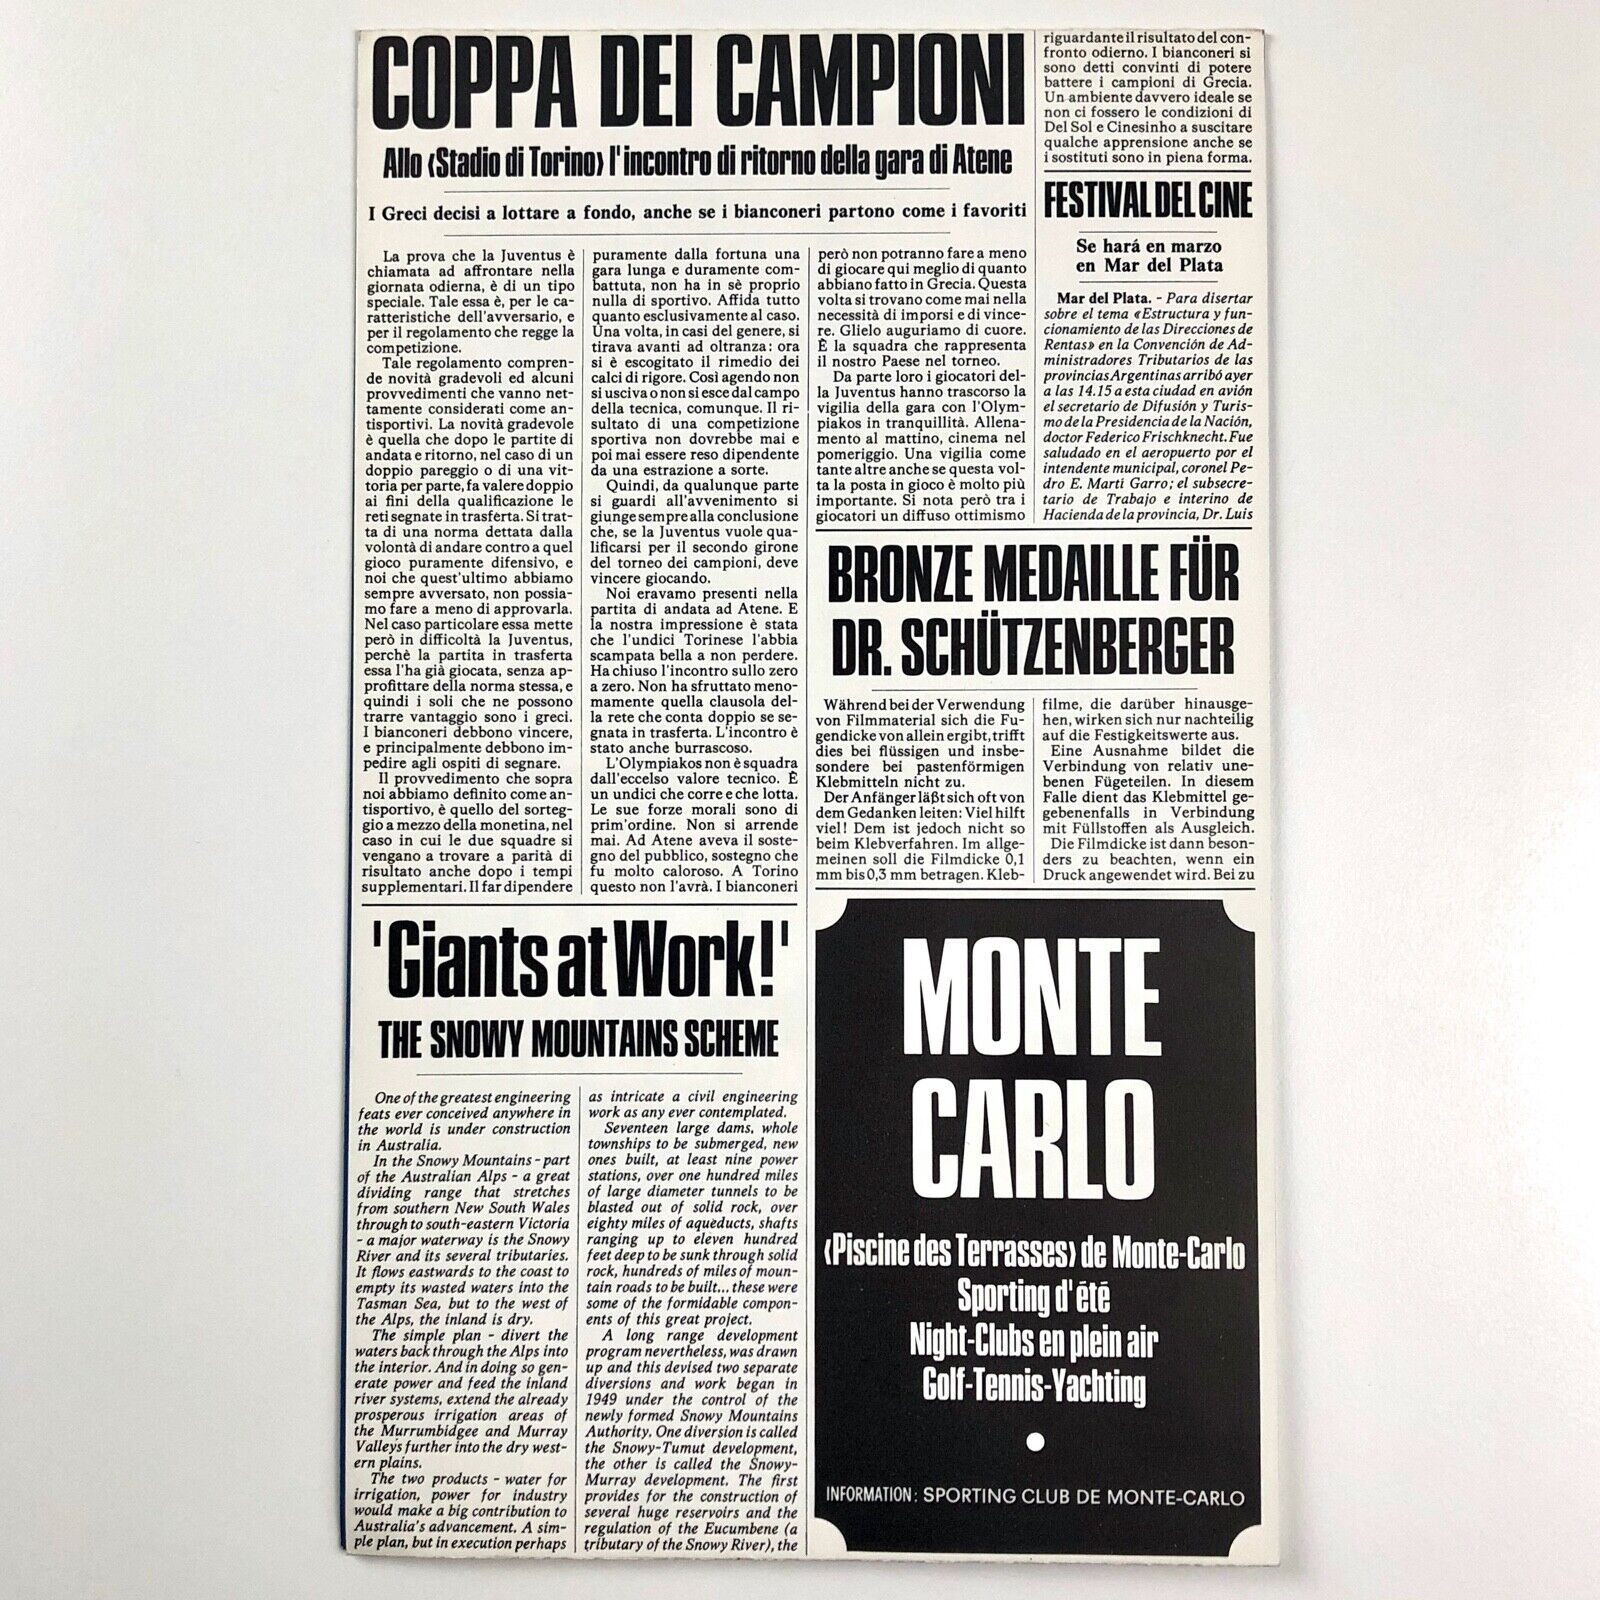 COPPA DEI CAMPIONI
Allo ‹Stadio di Torino› l'incontro di ritorno della gara di Atene
I Greci decisi a lottare a fondo, anche se i bianconeri partono come i favoriti
La prova che la Juventus è
chiamata ad affrontare nella
giornata odierna, è di un tipo
speciale. Tale essa è, per le ca-
ratteristiche dell'avversario, e
per il regolamento che regge la
competizione.
Tale regolamento compren-
de novità gradevoli ed alcuni
provvedimenti che vanno net-
tamente considerati come an-
tisportivi. La novità gradevole
è quella che dopo le partite di
andata e ritorno, nel caso di un
doppio pareggio o di una vit-
toria per parte, fa valere doppio
ai fini della qualificazione le
reti segnate in trasfèrta. Si trat-
ta di una norma dettata dalla
volontà di andare contro a quel
gioco puramente difensivo, e
noi che quest'ultimo abbiamo
sempre avversato, non possia-
mo fare a meno di approvarla.
Nel caso particolare essa mette
però in difficoltà la Juventus,
perchè la partita in trasferta
essa l'ha già giocata, senza ap-
profittare della norma stessa, e
quindi i soli che ne possono
trarre vantaggio sono i greci.
I bianconeri debbono vincere,
e principalmente debbono im-
pedire agli ospiti di segnare.
Il provvedimento che sopra
noi abbiamo definito come an-
tisportivo, è quello del sorteg-
gio a mezzo della monetina, nel
caso in cui le due squadre si
vengano a trovare a parità di
risultato anche dopo i tempi
supplementari. Il far dipendere
puramente dalla fortuna una
gara lunga e duramente com-
battuta, non ha in sè proprio
nulla di sportivo. Affida tutto
quanto esclusivamente al caso.
Una volta, in casi del genere, si
tirava avanti ad oltranza: ora
si è escogitato il rimedio dei
calci di rigore. Così agendo non
si usciva o non si esce dal campo
della tecnica, comunque. Il ri-
sultato di una competizione
sportiva non dovrebbe mai e
poi mai essere reso dipendente
da una estrazione a sorte.
Quindi, da qualunque parte
si guardi all'avvenimento si
giunge sempre alla conclusione
che, se la Juventus vuole qua-
lificarsi per il secondo girone
del torneo dei campioni, deve
vincere giocando.
Noi eravamo presenti nella
partita di andata ad Atene. E
la nostra impressione è stata
che l'undici Torinese l'abbia
scampata bella a non perdere.
Ha chiuso l'incontro sullo zero
a zero. Non ha sfruttato meno-
mamente quella clausola del-
la rete che conta doppio se se-
gnata in trasferta. L'incontro è
stato anche burrascoso.
L'Olympiakos non è squadra
dall'eccelso valore tecnico. È
un undici che corre e che lotta.
Le sue forze morali sono di
prim'ordine. Non si arrende
mai. Ad Atene aveva il soste-
gno del pubblico, sostegno che
fu molto caloroso. A Torino
questo non l'avrà. I bianconeri
però non potranno fare a meno
di giocare qui meglio di quanto
abbiano fatto in Grecia. Questa
volta si trovano come mai nella
necessità di imporsi e di vince-
re. Glielo auguriamo di cuore.
È la squadra che rappresenta
il nostro Paese nel torneo.
Da parte loro i giocatori del-
la Juventus hanno trascorso la
vigilia della gara con l'Olym-
piakos in tranquillità. Allena-
mento al mattino, cinema nel
pomeriggio. Una vigilia come
tante altre anche se questa vol-
ta la posta in gioco è molto più
importante. Si nota però tra i
giocatori un diffuso ottimismo
riguardante il risultato del con-
fronto odierno. I bianconeri si
sono detti convinti di potere
battere i campioni di Grecia.
Un ambiente davvero ideale se
non ci fossero le condizioni di
Del Sol e Cinesinho a suscitare
qualche apprensione anche se
i sostituti sono in piena forma.
FESTIVAL DEL CINE
Se hará en marzo
en Mar del Plata
Mar del Plata. - Para disertar
sobre el tema «Estructura y fun-
cionamiento de las Direcciones de
Rentas» en la Convención de Ad-
ministradores Tributarios de las
provincias Argentinas arribó ayer
a las 14.15 a esta ciudad en avión
el secretario de Difusión y Turis-
mo de la Presidencia de la Nación,
doctor Federico Frischknecht. Fue
saludado en el aeropuerto por el
intendente municipal, coronel Pe-
dro E. Martí Garro; el subsecre-
tario de Trabajo e interino de
Hacienda de la provincia, Dr. Luis
BRONZE MEDAILLE FÜR
DR. SCHÜTZENBERGER
Während bei der Verwendung
von Filmmaterial sich die Fu-
gendicke von allein ergibt, trifft
dies bei flüssigen und insbe-
sondere bei pastenförmigen
Klebmitteln nicht zu.
Der Anfänger läßt sich oft von
dem Gedanken leiten: Viel hilft
viel! Dem ist jedoch nicht so
beim Klebverfahren. Im allge-
meinen soll die Filmdicke 0,1
mm bis 0,3 mm betragen. Kleb-
filme, die darüber hinausge-
hen, wirken sich nur nachteilig
auf die Festigkeitswerte aus.
Eine Ausnahme bildet die
Verbindung von relativ une-
benen Fügeteilen. In diesem
Falle dient das Klebmittel ge-
gebenenfalls in Verbindung
mit Füllstoffen als Ausgleich.
Die Filmdicke ist dann beson-
ders zu beachten, wenn ein
Druck angewendet wird. Bei zu
'Giants at Work!'
THE SNOWY MOUNTAINS SCHEME
One of the greatest engineering
feats ever conceived anywhere in
the world is under construction
in Australia.
In the Snowy Mountains - part
of the Australian Alps - a great
dividing range that stretches
from southern New South Wales
through to south-eastern Victoria
- a major waterway is the Snowy
River and its several tributaries.
It flows eastwards to the coast to
empty its wasted waters into the
Tasman Sea, but to the west of
the Alps, the inland is dry.
The simple plan - divert the
waters back through the Alps into
the interior. And in doing so gen-
erate power and feed the inland
river systems, extend the already
prosperous irrigation areas of
the Murrumbidgee and Murray
Valleys further into the dry west-
ern plains.
The two products - water for
irrigation, power for industry
would make a big contribution to
Australia's advancement. A sim-
ple plan, but in execution perhaps
as intricate a civil engineering
work as any ever contemplated.
Seventeen large dams, whole
townships to be submerged, new
ones built, at least nine power
stations, over one hundred miles
of large diameter tunnels to be
blasted out of solid rock, over
eighty miles of aqueducts, shafts
ranging up to eleven hundred
feet deep to be sunk through solid
rock, hundreds of miles of moun-
tain roads to be built... these were
some of the formidable compon-
ents of this great project.
A long range development
program nevertheless, was drawn
up and this devised two separate
diversions and work began in
1949 under the control of the
newly formed Snowy Mountains
Authority. One diversion is called
the Snowy-Tumut development,
the other is called the Snowy-
Murray development. The first
provides for the construction of
several huge reservoirs and the
regulation of the Eucumbene (a
tributary of the Snowy River), the
MONTE
CARLO
‹Piscine des Terrasses› de Monte-Carlo
Sporting d'été
Night-Clubs en plein air
Golf-Tennis-Yachting
INFORMATION: SPORTING CLUB DE MONTE-CARLO